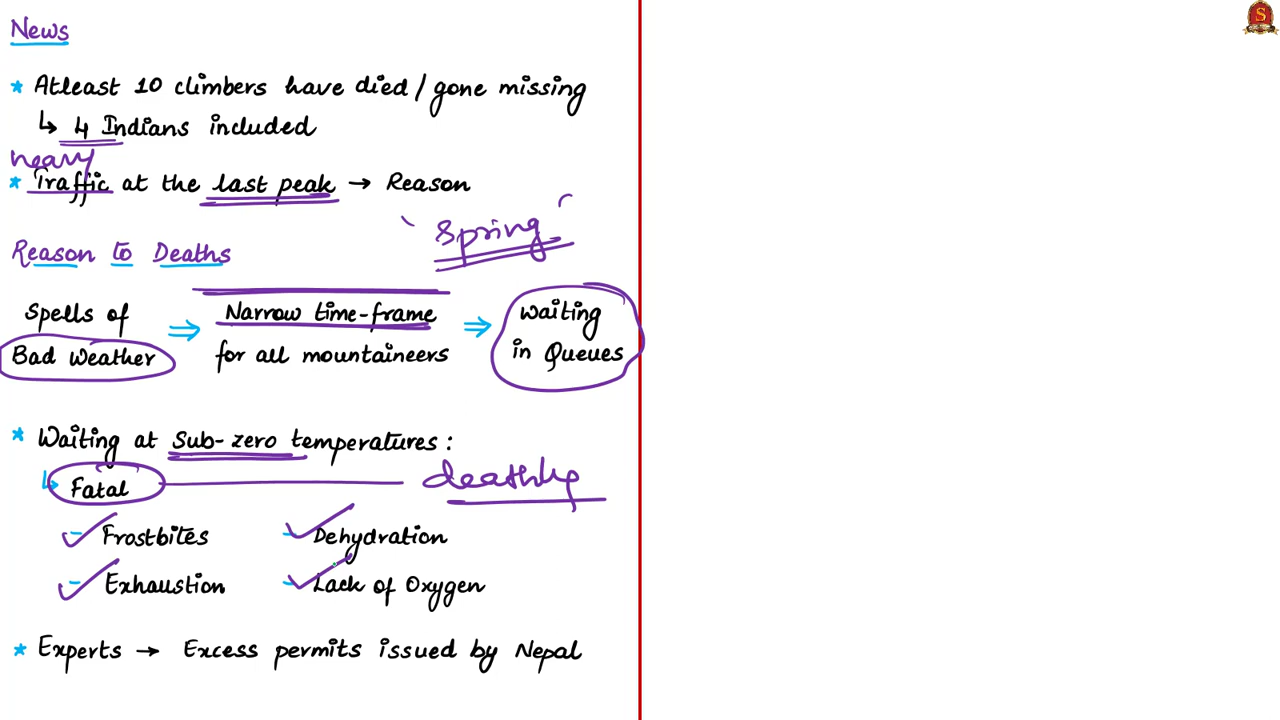 News
* Atleast 10 climbers have died / gone missing
↳ 4 Indians included
heavy
* Traffic at the last peak → Reason
"Spring"
Reason to Deaths
Spells of Bad Weather ⇒ Narrow time-frame for all mountaineers ⇒ Waiting in Queues
* Waiting at Sub-zero temperatures:
↳ Fatal
- Frostbites - Dehydration
- Exhaustion - Lack of Oxygen
* Experts → Excess permits issued by Nepal
S